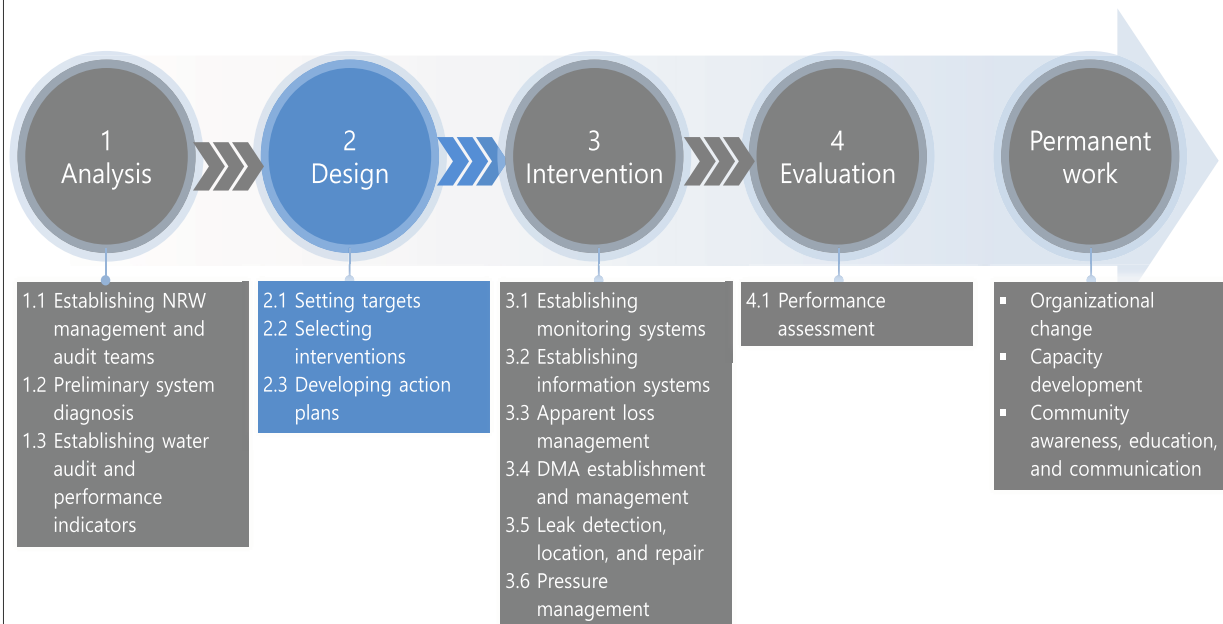 1
Analysis
2
Design
3
Intervention
4
Evaluation
Permanent
work
1.1 Establishing NRW
management and
audit teams
1.2 Preliminary system
diagnosis
1.3 Establishing water
audit and
performance
indicators
2.1 Setting targets
2.2 Selecting
interventions
2.3 Developing action
plans
3.1 Establishing
monitoring systems
3.2 Establishing
information systems
3.3 Apparent loss
management
3.4 DMA establishment
and management
3.5 Leak detection,
location, and repair
3.6 Pressure
management
4.1 Performance
assessment
▪ Organizational
change
▪ Capacity
development
▪ Community
awareness, education,
and communication